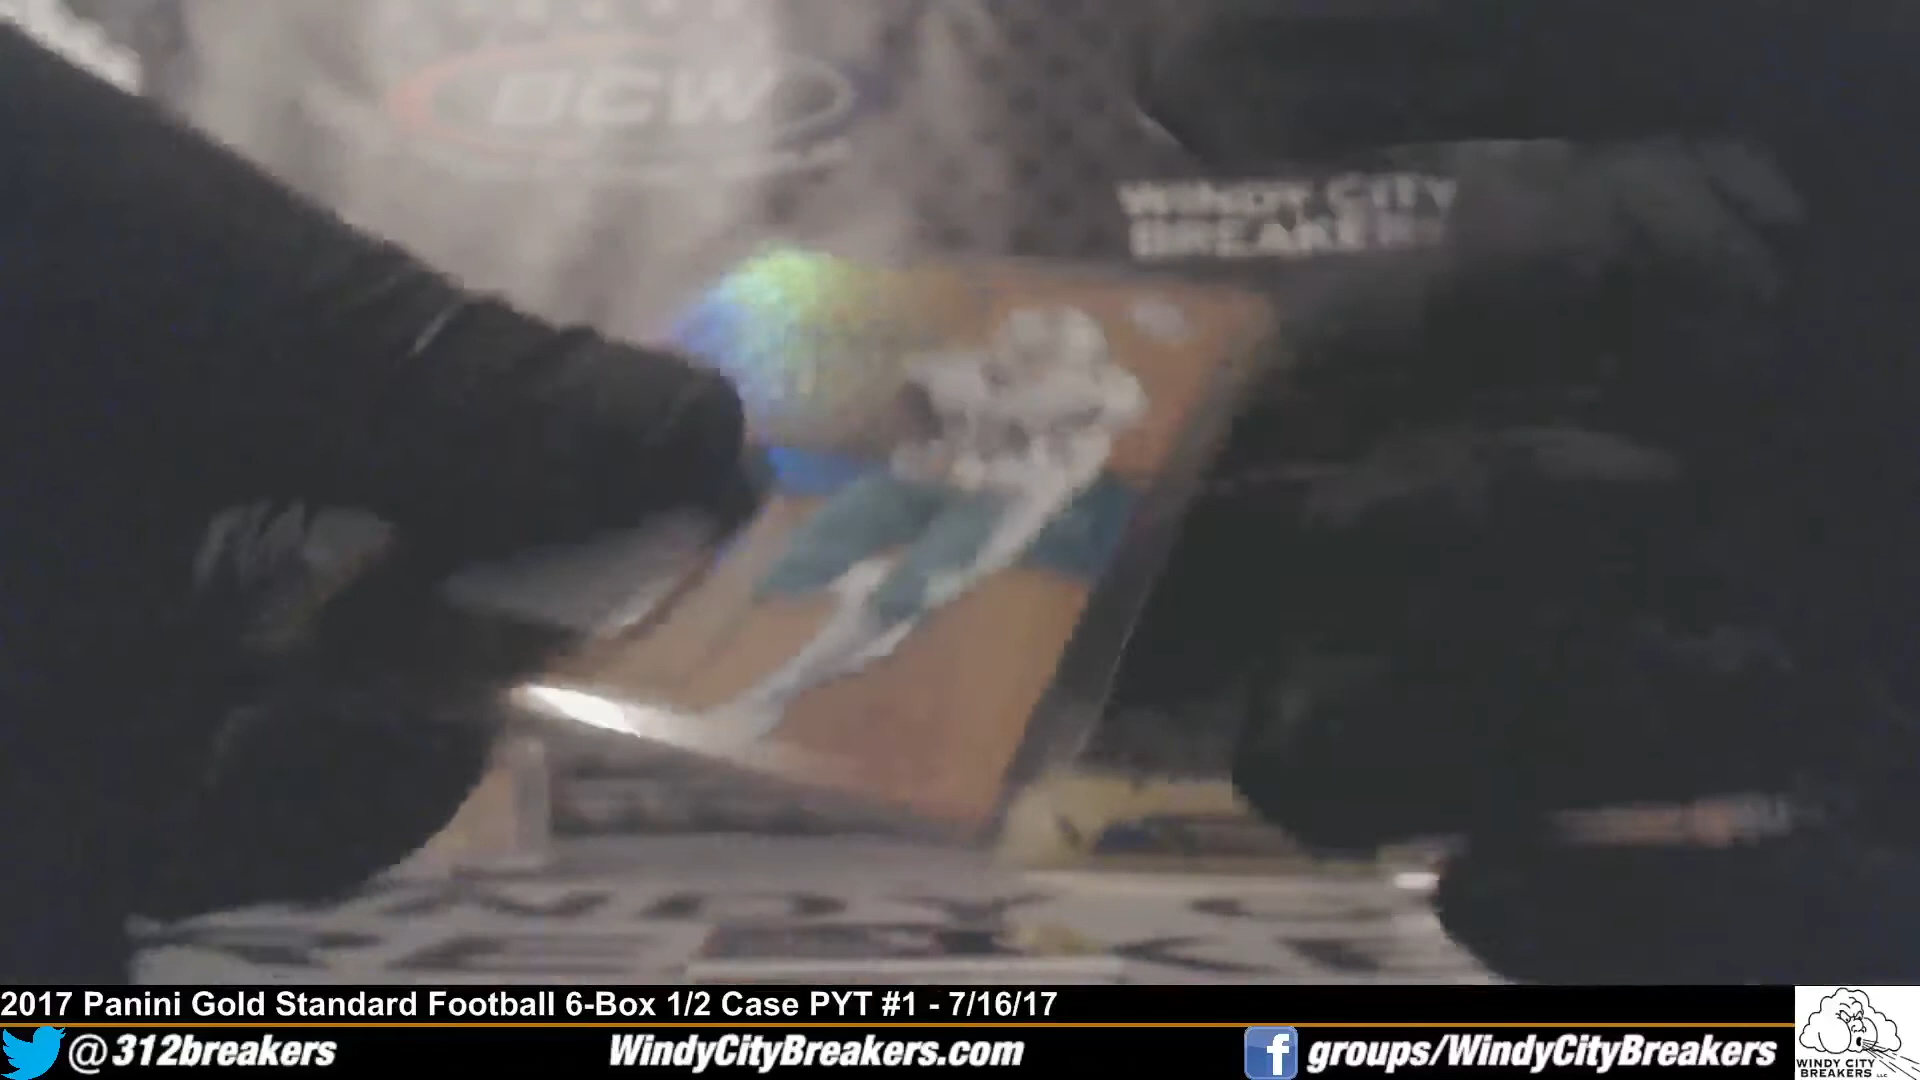 BCW
WINDY CITY
BREAKERS
2017 Panini Gold Standard Football 6-Box 1/2 Case PYT #1 - 7/16/17
@312breakers
WindyCityBreakers.com
f groups/WindyCityBreakers
WINDY CITY
BREAKERS LLC